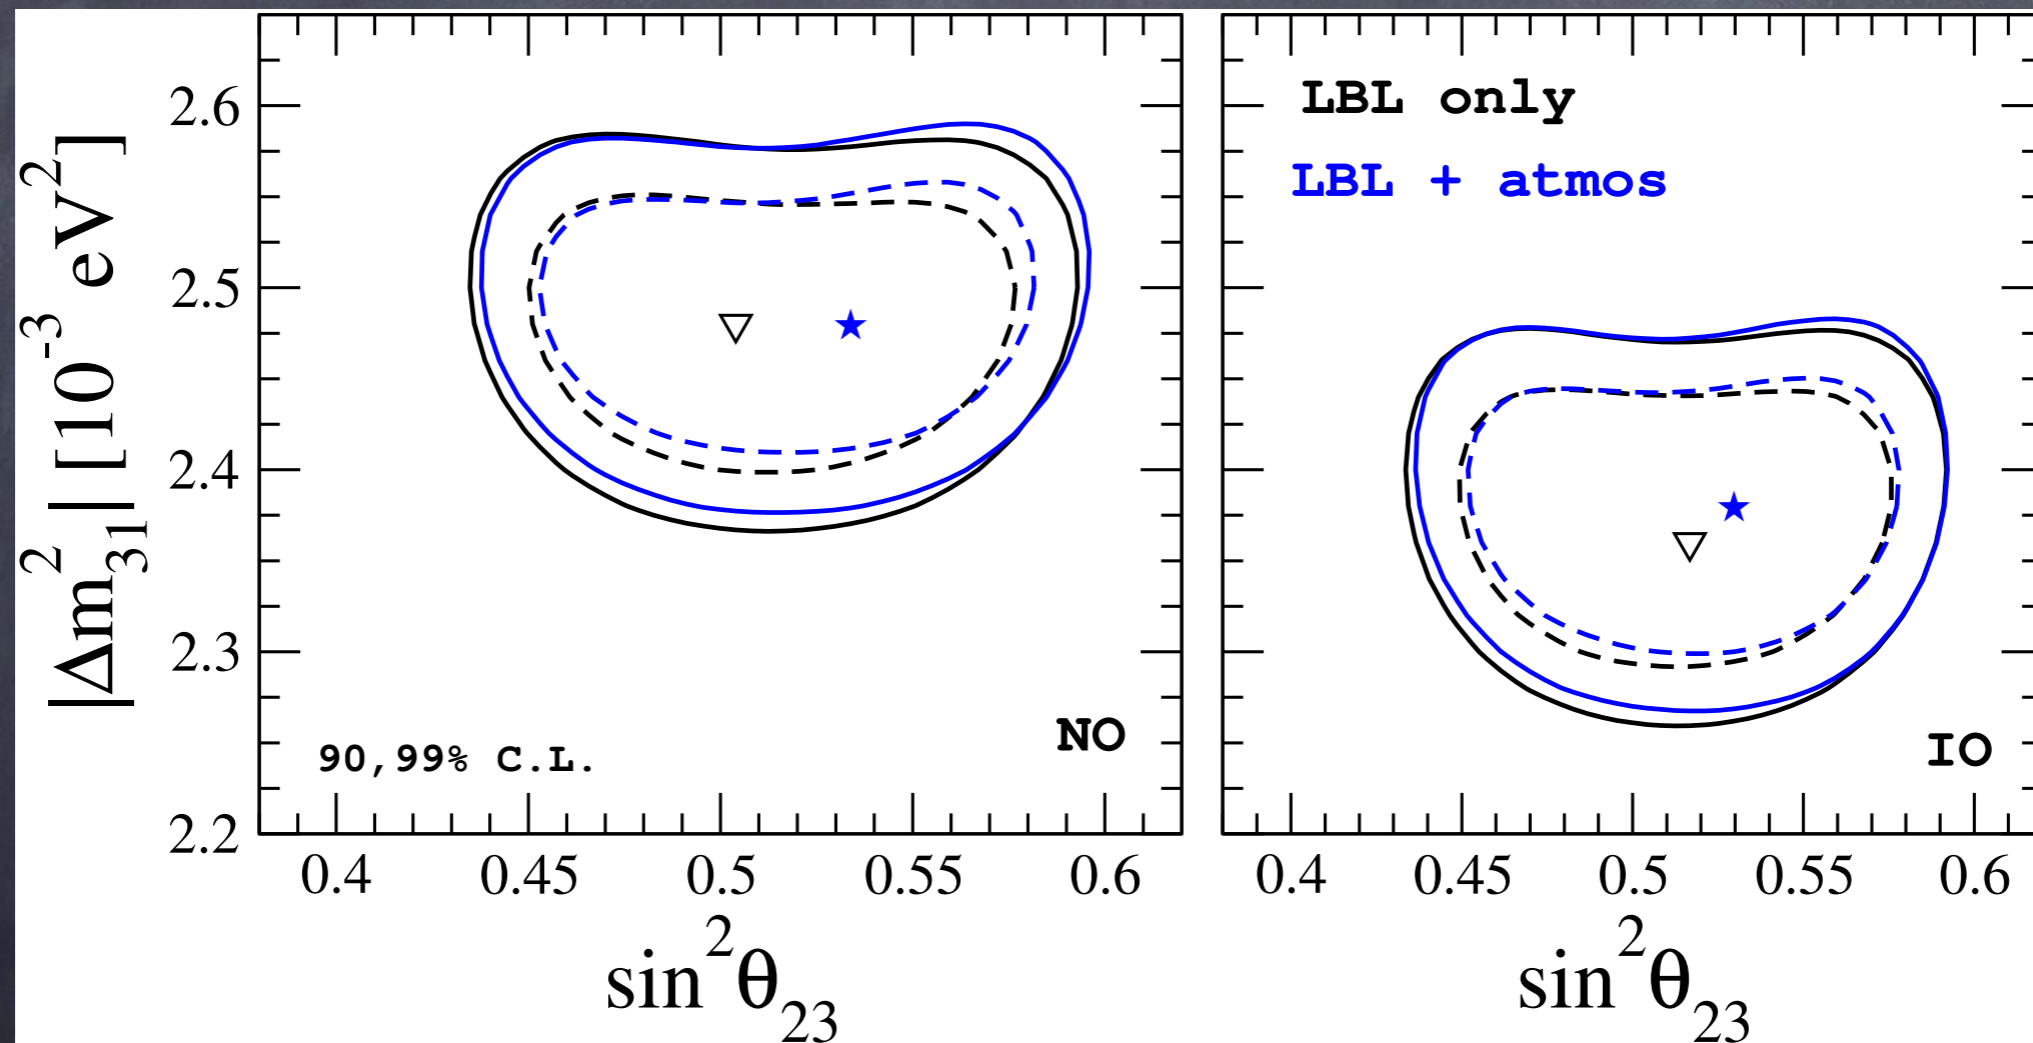 |Δm²₃₁| [10⁻³ eV²]
2.6
2.5
2.4
2.3
2.2
90,99% C.L.
NO
0.4 0.45 0.5 0.55 0.6
sin²θ₂₃
LBL only
LBL + atmos
IO
0.4 0.45 0.5 0.55 0.6
sin²θ₂₃